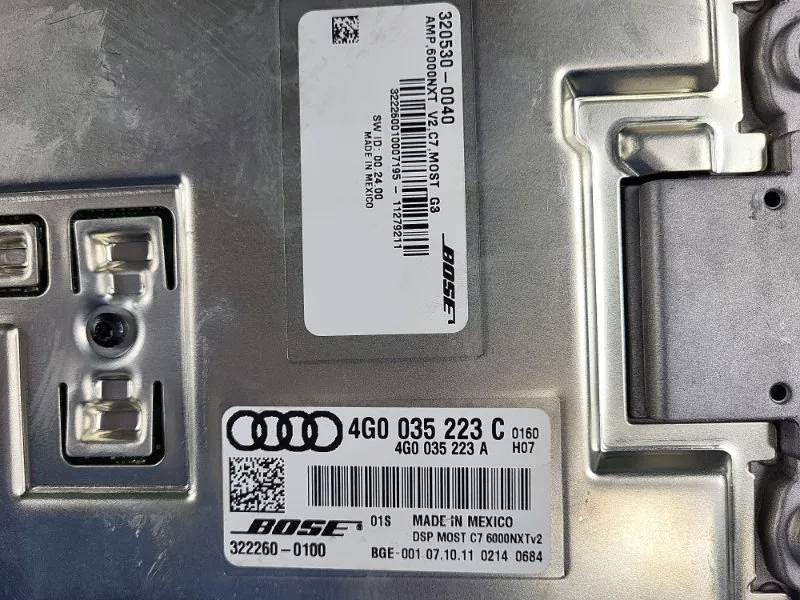 320530-0040
AMP,6000NXT V2,C7,MOST G3
322260010007195-11279211
SW ID: 00.24.00
MADE IN MEXICO
BOSE
4G0 035 223 C 0160
4G0 035 223 A H07
BOSE 01S MADE IN MEXICO
DSP MOST C7 6000NXTv2
322260-0100 BGE-001 07.10.11 0214 0684